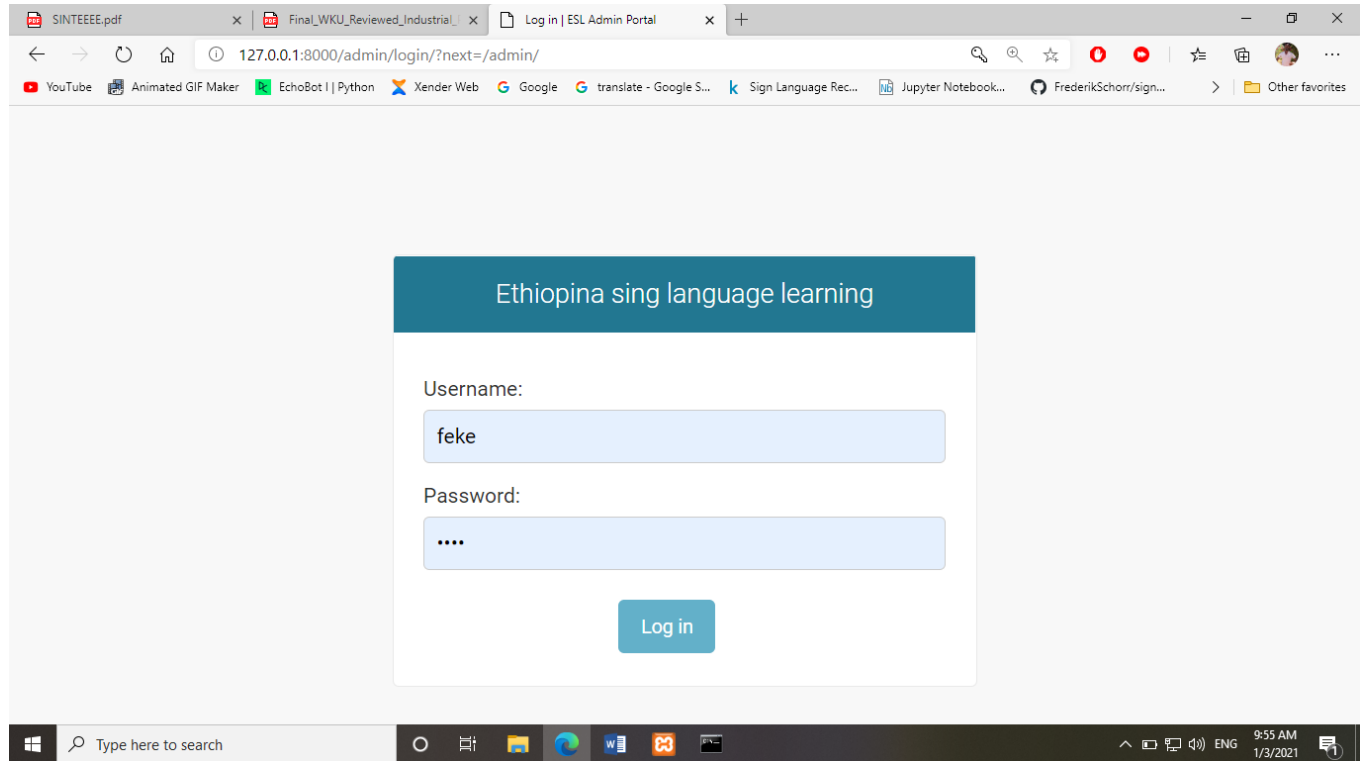 SINTEEEE.pdf
Final_WKU_Reviewed_Industrial_
Log in | ESL Admin Portal
127.0.0.1:8000/admin/login/?next=/admin/
YouTube
Animated GIF Maker
EchoBot I | Python
Xender Web
Google
translate - Google S...
Sign Language Rec...
Jupyter Notebook...
FrederikSchorr/sign...
Other favorites
Ethiopina sing language learning
Username:
feke
Password:
••••
Log in
Type here to search
ENG
9:55 AM
1/3/2021